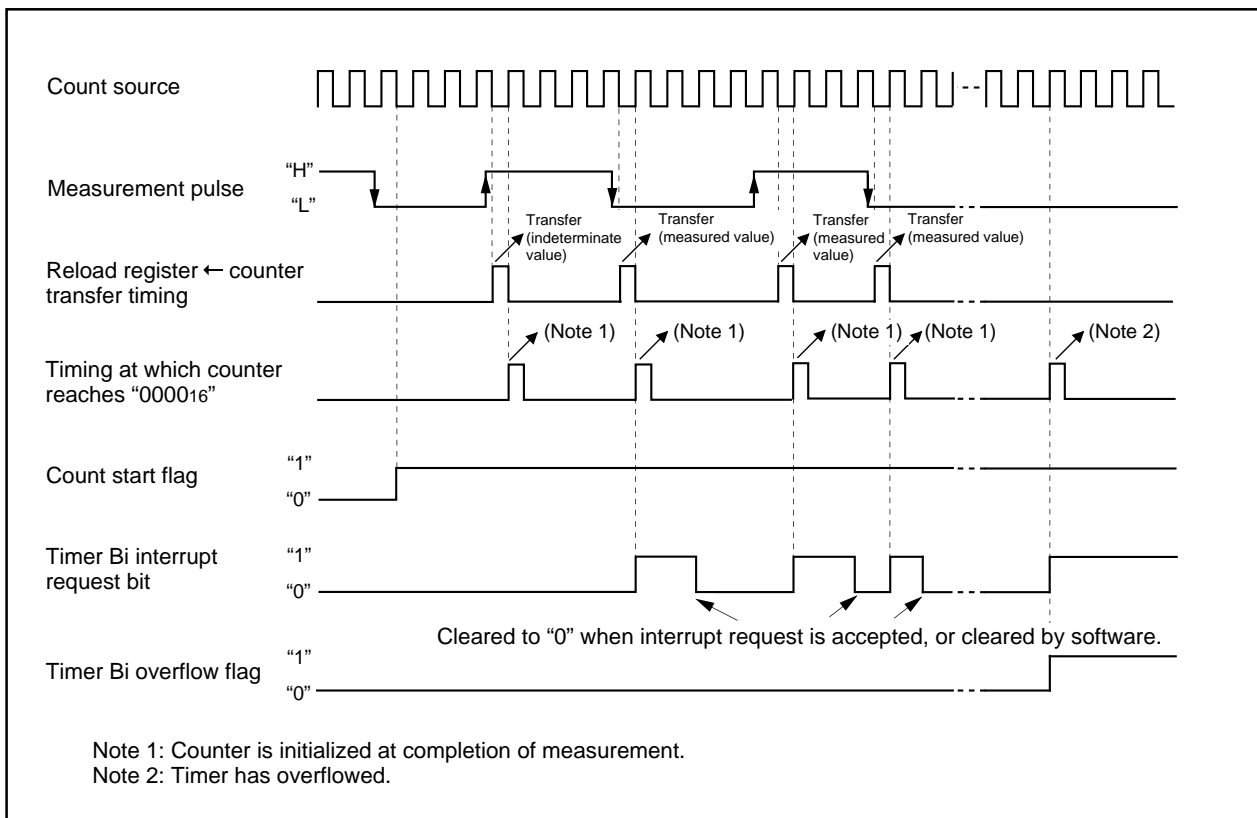 Count source
“H”
Measurement pulse
“L”
Transfer
(indeterminate
value)
Transfer
(measured value)
Transfer
(measured
value)
Transfer
(measured value)
Reload register ← counter
transfer timing
(Note 1)
(Note 1)
(Note 1)
(Note 1)
(Note 2)
Timing at which counter
reaches “000016”
Count start flag
“1”
“0”
Timer Bi interrupt
request bit
“1”
“0”
Cleared to “0” when interrupt request is accepted, or cleared by software.
Timer Bi overflow flag
“1”
“0”
Note 1: Counter is initialized at completion of measurement.
Note 2: Timer has overflowed.